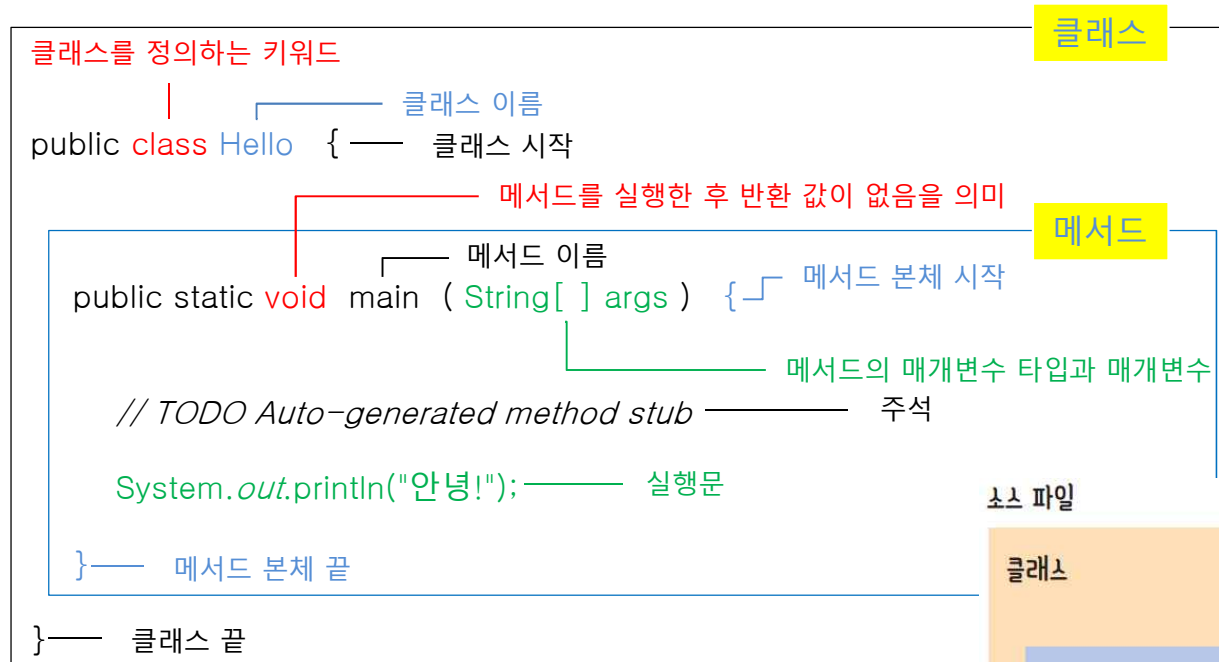 클래스
클래스를 정의하는 키워드
클래스 이름
public class Hello { 클래스 시작
메서드를 실행한 후 반환 값이 없음을 의미
메서드
메서드 이름
메서드 본체 시작
public static void main ( String[ ] args ) {
메서드의 매개변수 타입과 매개변수
// TODO Auto-generated method stub 주석
System.out.println("안녕!"); 실행문
소스 파일
} 메서드 본체 끝
클래스
} 클래스 끝